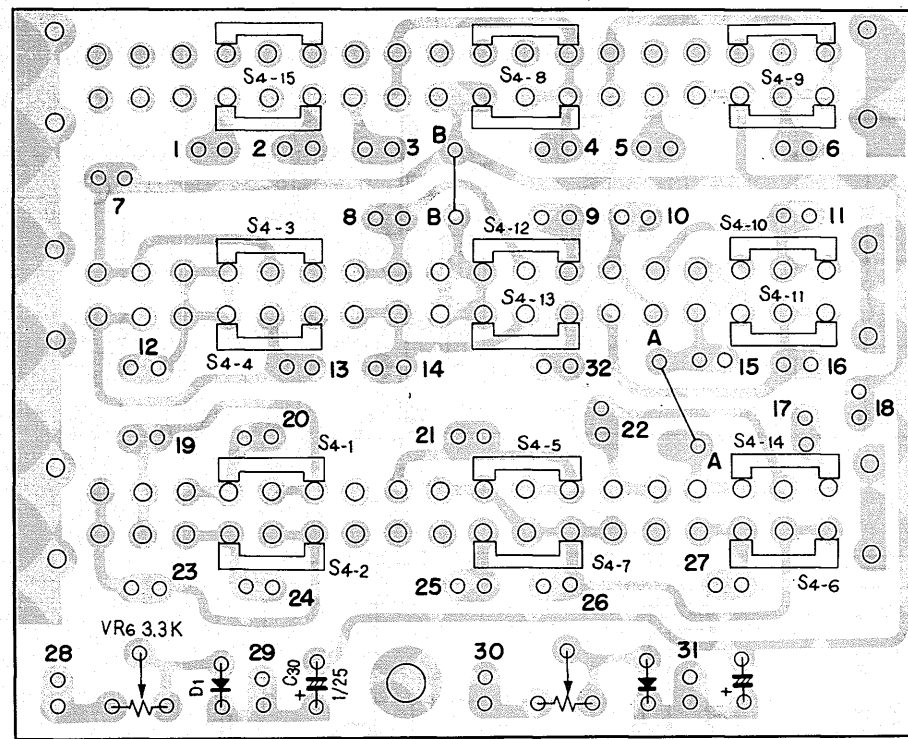 S4-15 S4-8 S4-9
1 2 3 B 4 5 6
7 8 B 9 10 11
S4-3 S4-12 S4-10
S4-13 S4-11
12 S4-4 13 14 32 A 15 16
17 18
19 20 S4-1 21 S4-5 22 A S4-14
23 24 S4-2 25 26 S4-7 27 S4-6
VR6 3.3K
28 D1 29 C30 + 1/25 30 31 +